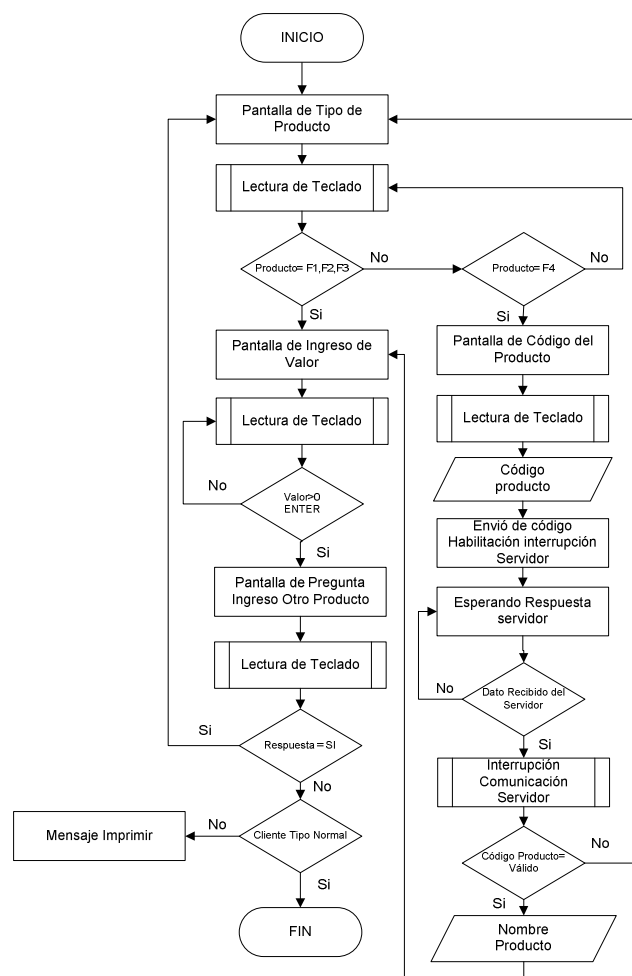 INICIO
Pantalla de Tipo de
Producto
Lectura de Teclado
Producto= F1,F2,F3
No
Producto= F4
No
Si
Si
Pantalla de Ingreso de
Valor
Pantalla de Código del
Producto
Lectura de Teclado
Lectura de Teclado
No
Valor>0
ENTER
Código
producto
Si
Envió de código
Habilitación interrupción
Servidor
Pantalla de Pregunta
Ingreso Otro Producto
Esperando Respuesta
servidor
Lectura de Teclado
No
Dato Recibido del
Servidor
Si
Respuesta=SI
Si
No
Interrupción
Comunicación
Servidor
Mensaje Imprimir
No
Cliente Tipo Normal
Código Producto=
Válido
No
Si
Si
FIN
Nombre
Producto